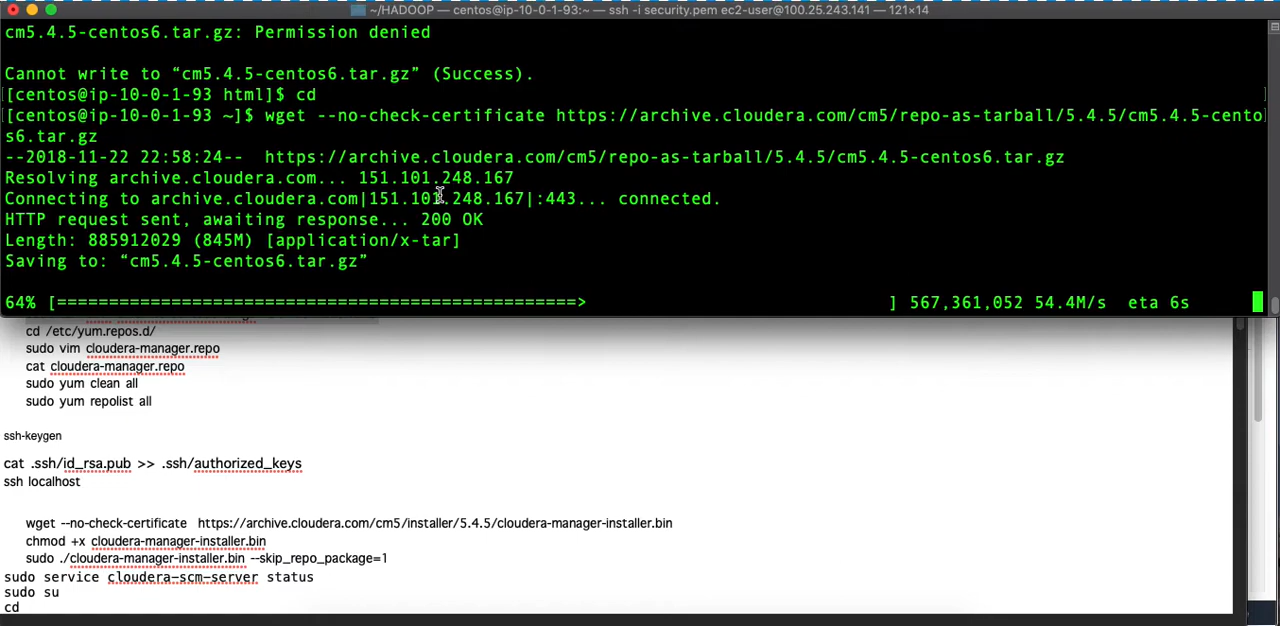 ~/HADOOP — centos@ip-10-0-1-93:~ — ssh -i security.pem ec2-user@100.25.243.141 — 121×14
cm5.4.5-centos6.tar.gz: Permission denied
Cannot write to “cm5.4.5-centos6.tar.gz” (Success).
[centos@ip-10-0-1-93 html]$ cd
[centos@ip-10-0-1-93 ~]$ wget --no-check-certificate https://archive.cloudera.com/cm5/repo-as-tarball/5.4.5/cm5.4.5-cento
s6.tar.gz
--2018-11-22 22:58:24--  https://archive.cloudera.com/cm5/repo-as-tarball/5.4.5/cm5.4.5-centos6.tar.gz
Resolving archive.cloudera.com... 151.101.248.167
Connecting to archive.cloudera.com|151.101.248.167|:443... connected.
HTTP request sent, awaiting response... 200 OK
Length: 885912029 (845M) [application/x-tar]
Saving to: “cm5.4.5-centos6.tar.gz”
64% [==================================================>                             ] 567,361,052 54.4M/s  eta 6s
cd /etc/yum.repos.d/
sudo vim cloudera-manager.repo
cat cloudera-manager.repo
sudo yum clean all
sudo yum repolist all
ssh-keygen
cat .ssh/id_rsa.pub >> .ssh/authorized_keys
ssh localhost
wget --no-check-certificate  https://archive.cloudera.com/cm5/installer/5.4.5/cloudera-manager-installer.bin
chmod +x cloudera-manager-installer.bin
sudo ./cloudera-manager-installer.bin --skip_repo_package=1
sudo service cloudera-scm-server status
sudo su
cd